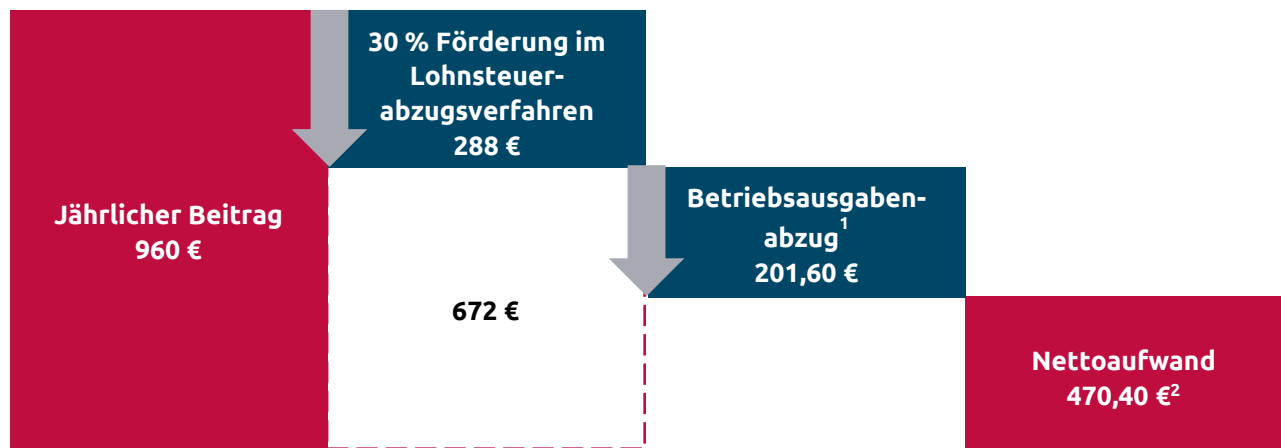 Jährlicher Beitrag
960 €
30 % Förderung im
Lohnsteuer-
abzugsverfahren
288 €
672 €
Betriebsausgaben-
abzug¹
201,60 €
Nettoaufwand
470,40 €²